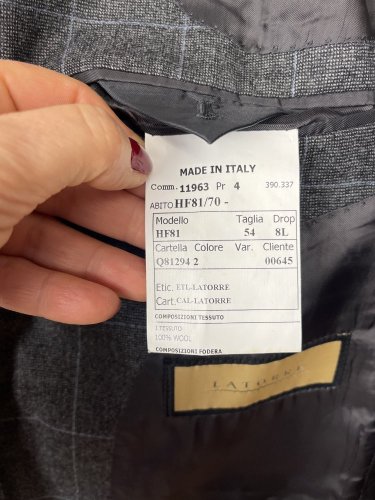 MADE IN ITALY
Comm. 11963 Pr 4 390.337
ABITO HF81/70 -
Modello Taglia Drop
HF81 54 8L
Cartella Colore Var. Cliente
Q81294 2 00645
Etic. ETL-LATORRE
Cart. CAL-LATORRE
COMPOSIZIONI TESSUTO
1 TESSUTO
100% WOOL
COMPOSIZIONI FODERA
LATORRE